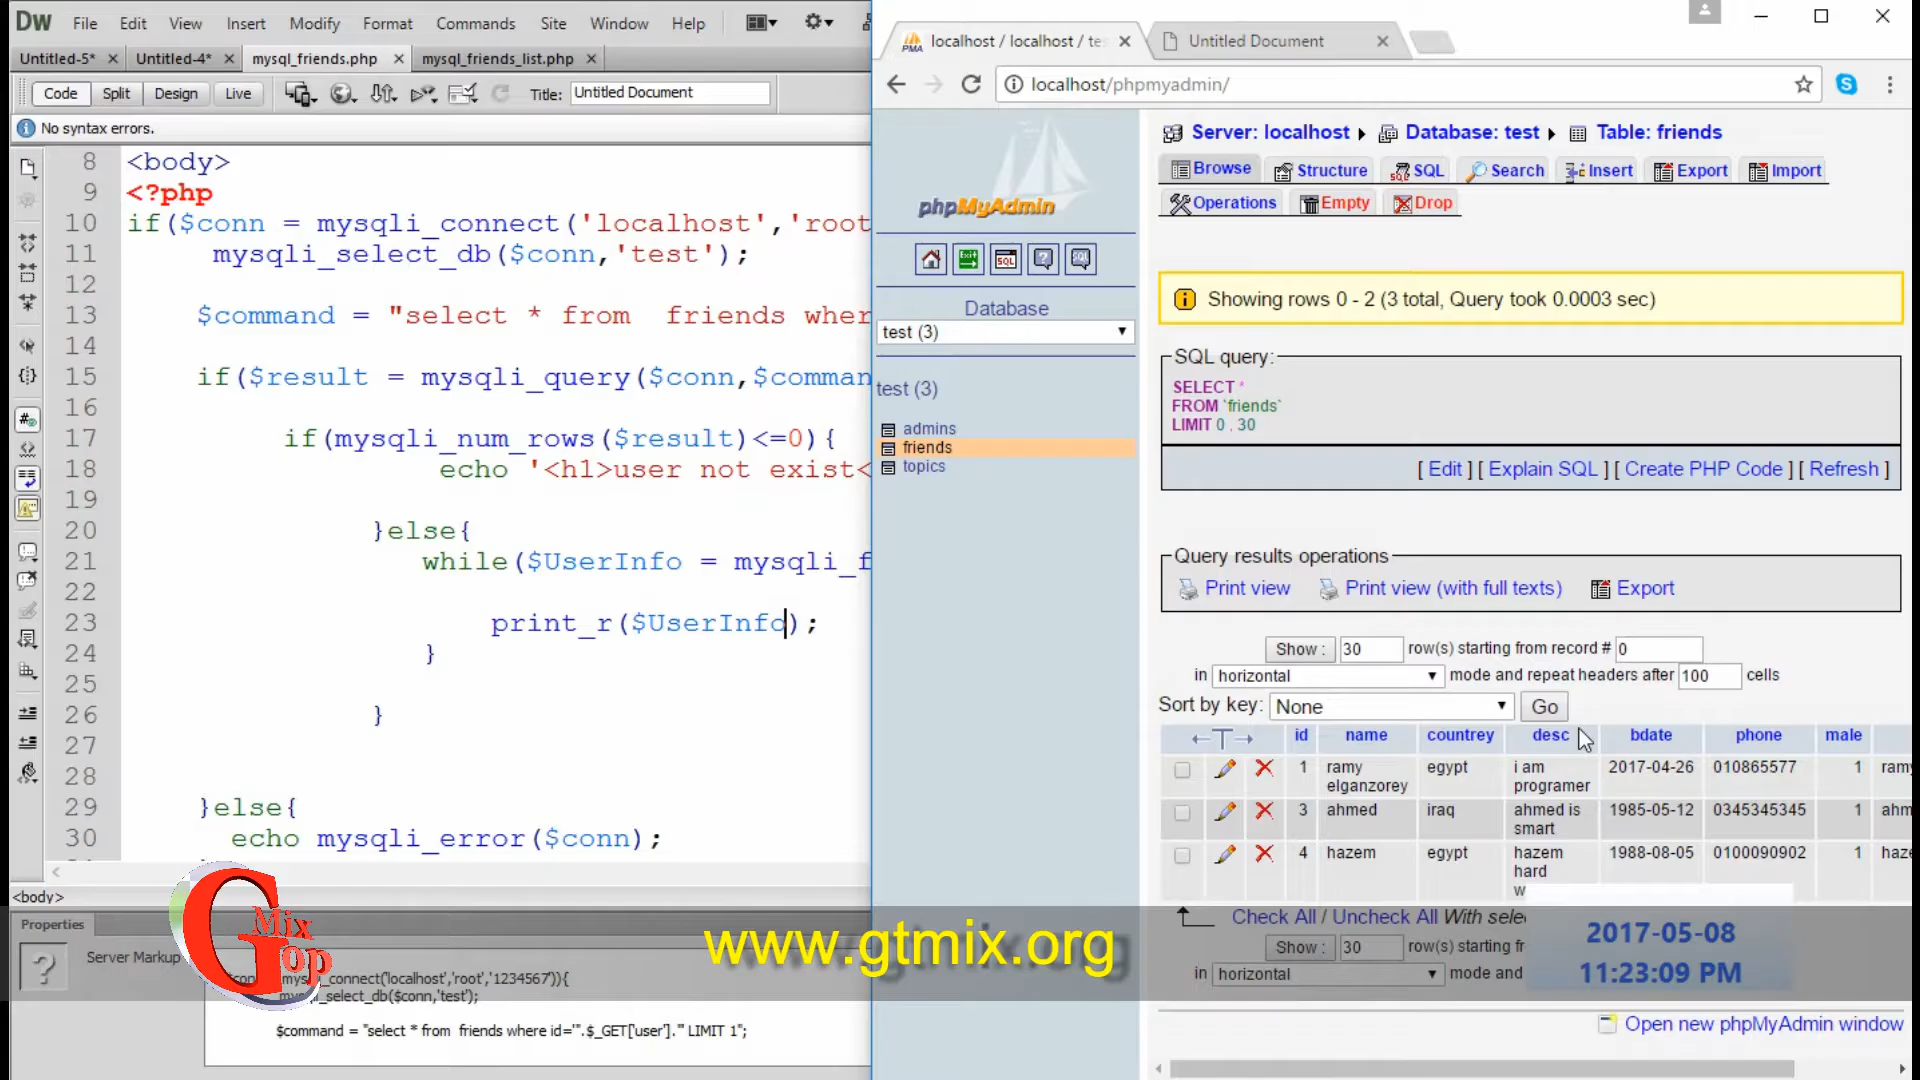 Dw File Edit View Insert Modify Format Commands Site Window Help
Untitled-5* Untitled-4* mysql_friends.php mysql_friends_list.php
Code Split Design Live Title: Untitled Document
No syntax errors.
8 <body>
9 <?php
10 if($conn = mysqli_connect('localhost','root
11 mysqli_select_db($conn,'test');
12
13 $command = "select * from friends wher
14
15 if($result = mysqli_query($conn,$comman
16
17 if(mysqli_num_rows($result)<=0){
18 echo '<h1>user not exist<
19
20 }else{
21 while($UserInfo = mysqli_f
22
23 print_r($UserInfo);
24 }
25
26 }
27
28
29 }else{
30 echo mysqli_error($conn);
<body>
Properties
Server Markup
mysqli_connect('localhost','root','1234567')){
mysqli_select_db($conn,'test');
$command = "select * from friends where id='".$_GET['user']."' LIMIT 1";
G Mix Top
www.gtmix.org
PMA localhost / localhost / tes Untitled Document
localhost/phpmyadmin/
phpMyAdmin
Database
test (3)
test (3)
admins
friends
topics
Server: localhost Database: test Table: friends
Browse Structure SQL Search Insert Export Import
Operations Empty Drop
Showing rows 0 - 2 (3 total, Query took 0.0003 sec)
SQL query:
SELECT *
FROM `friends`
LIMIT 0 , 30
[ Edit ] [ Explain SQL ] [ Create PHP Code ] [ Refresh ]
Query results operations
Print view Print view (with full texts) Export
Show : 30 row(s) starting from record # 0
in horizontal mode and repeat headers after 100 cells
Sort by key: None Go
←T→ id name countrey desc bdate phone male
1 ramy elganzorey egypt i am programer 2017-04-26 010865577 1 ramy
3 ahmed iraq ahmed is smart 1985-05-12 0345345345 1 ahm
4 hazem egypt hazem hard w 1988-08-05 0100090902 1 haze
Check All / Uncheck All With sele
Show : 30 row(s) starting fr
in horizontal mode and
2017-05-08
11:23:09 PM
Open new phpMyAdmin window